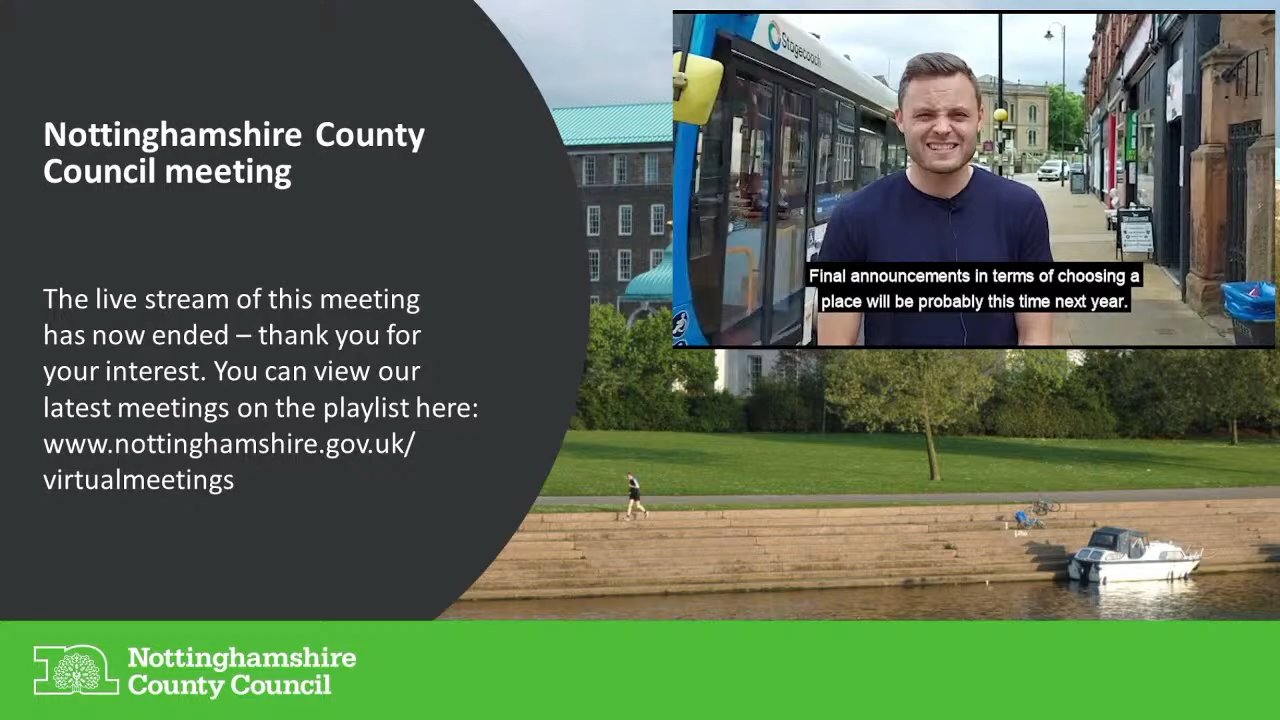 Nottinghamshire County
Council meeting
The live stream of this meeting
has now ended – thank you for
your interest. You can view our
latest meetings on the playlist here:
www.nottinghamshire.gov.uk/
virtualmeetings
Stagecoach
Final announcements in terms of choosing a
place will be probably this time next year.
Nottinghamshire
County Council